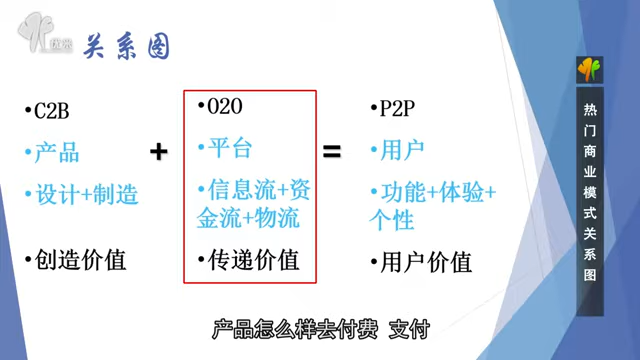 优米
关系图
•C2B
•产品
•设计+制造
•创造价值
+
•O2O
•平台
•信息流+资
金流+物流
•传递价值
=
•P2P
•用户
•功能+体验+
个性
•用户价值
热门商业模式关系图
产品怎么样去付费 支付